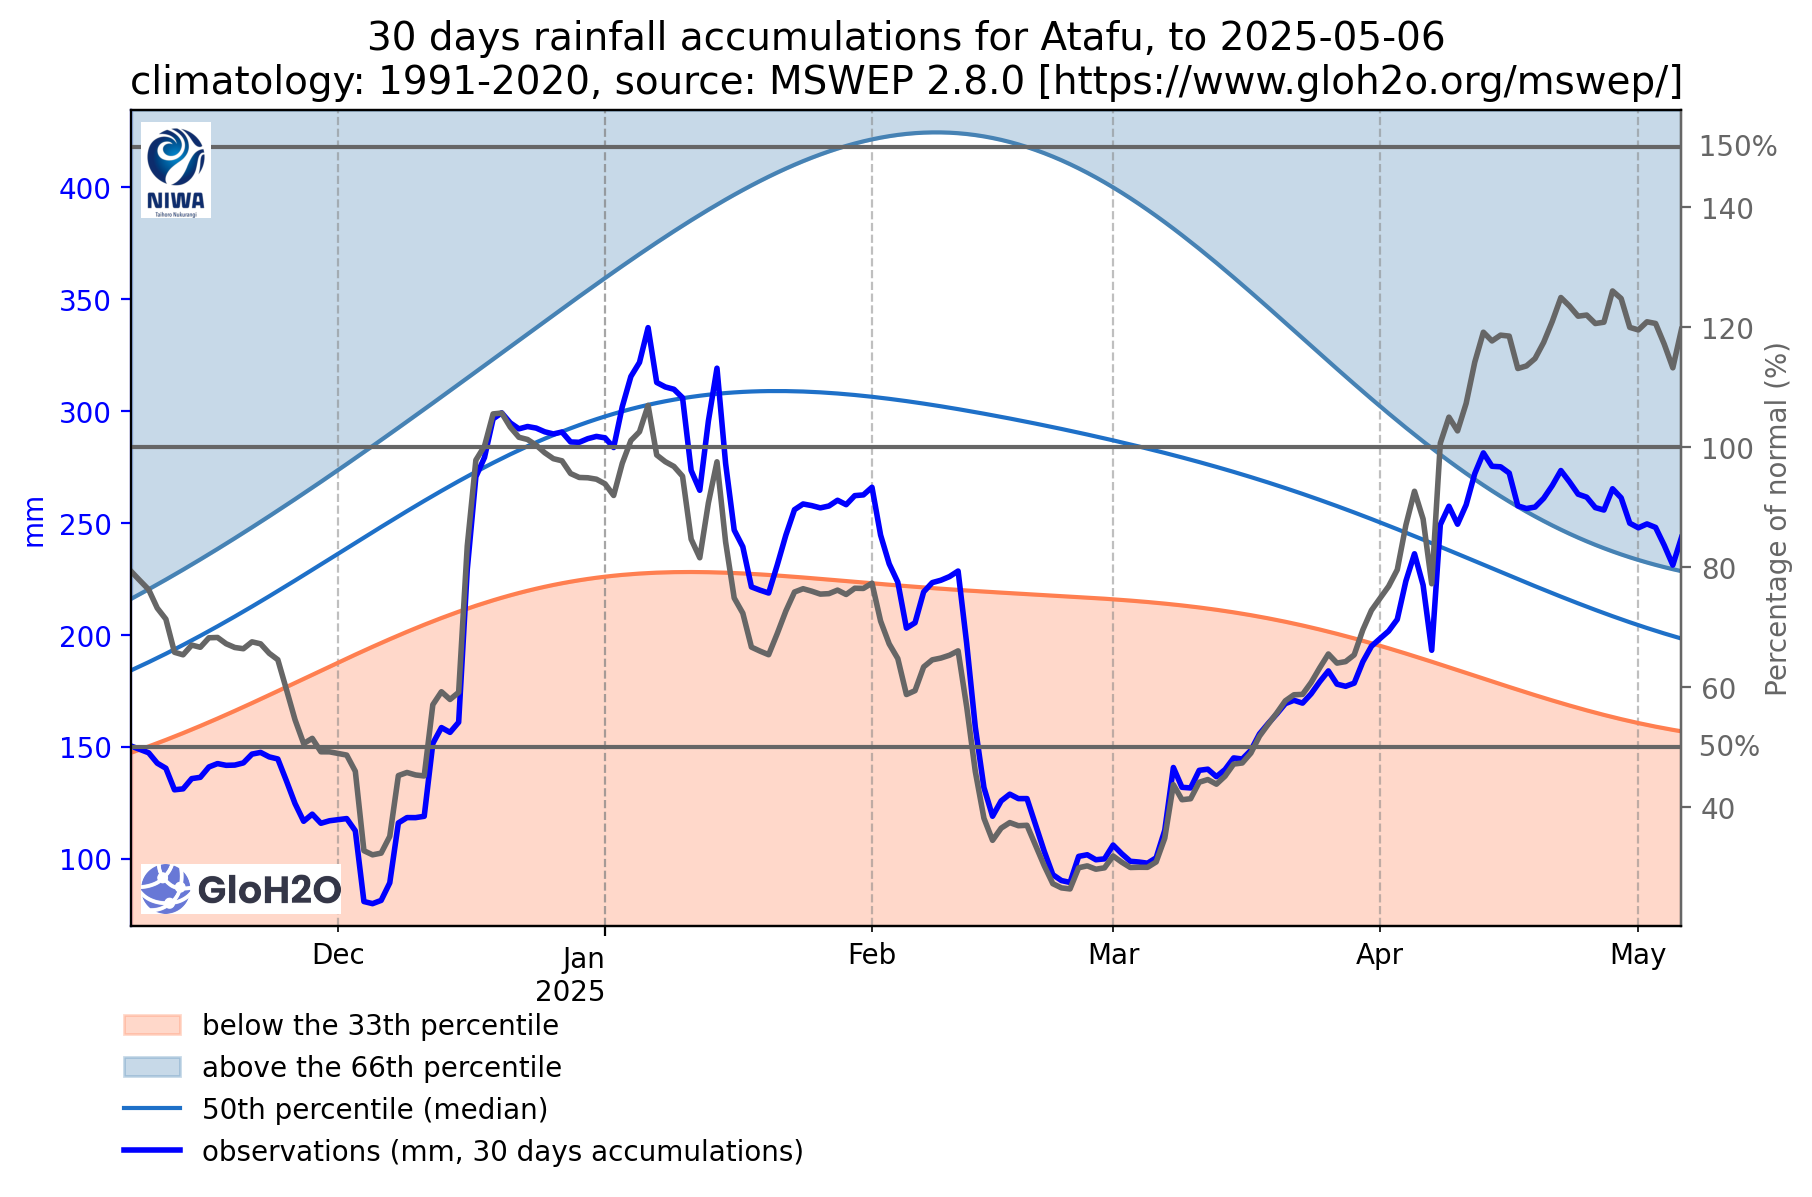 30 days rainfall accumulations for Atafu, to 2025-05-06
climatology: 1991-2020, source: MSWEP 2.8.0 [https://www.gloh2o.org/mswep/]
NIWA
Taihoro Nukurangi
400
350
300
250
200
150
100
mm
150%
140
120
100
80
60
50%
40
Percentage of normal (%)
GloH2O
Dec
Jan
2025
Feb
Mar
Apr
May
below the 33th percentile
above the 66th percentile
50th percentile (median)
observations (mm, 30 days accumulations)